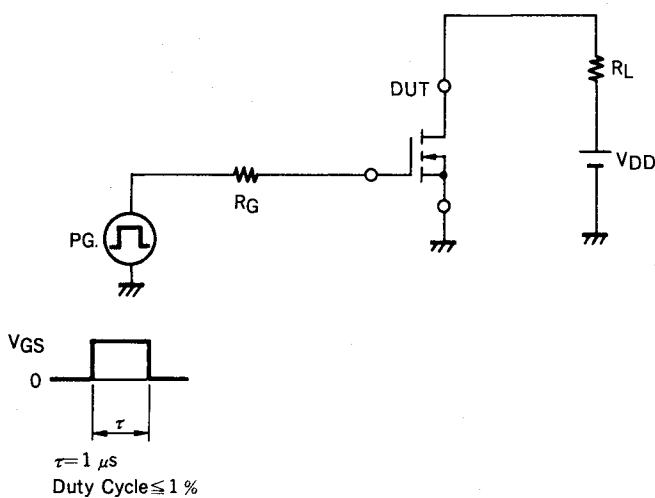 DUT
RL
VDD
RG
PG.
VGS
0
τ
τ=1 μs
Duty Cycle≦1 %